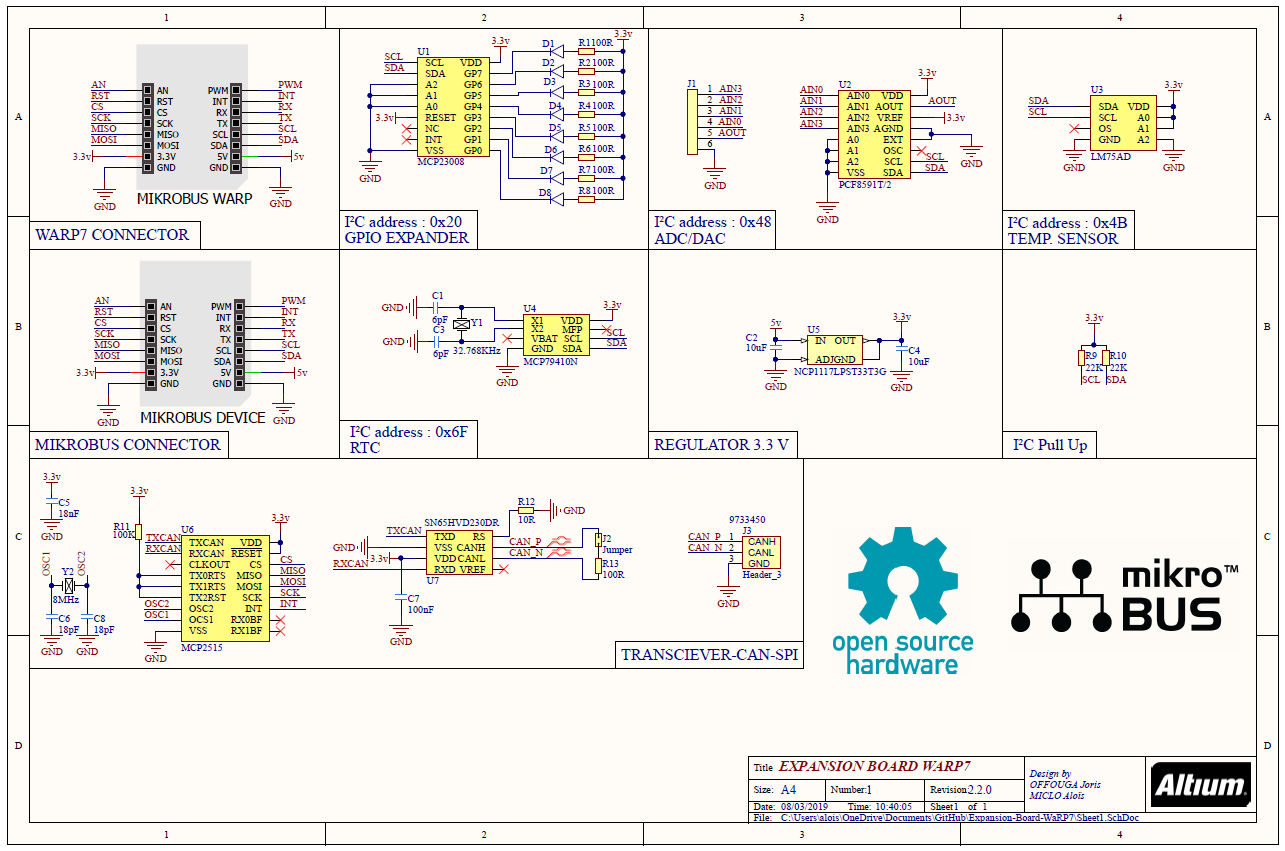 1 2 3 4
A
B
C
D
A
B
C
D
1 2 3 4
AN
RST
CS
SCK
MISO
MOSI
3.3v
GND
AN
RST
CS
SCK
MISO
MOSI
3.3V
GND
PWM
INT
RX
TX
SCL
SDA
5V
GND
PWM
INT
RX
TX
SCL
SDA
5v
GND
MIKROBUS WARP
WARP7 CONNECTOR
U1
SCL
SDA
3.3v
GND
SCL VDD
SDA GP7
A2 GP6
A1 GP5
A0 GP4
RESET GP3
NC GP2
INT GP1
VSS GP0
MCP23008
3.3v
3.3v
D1 R1 100R
D2 R2 100R
D3 R3 100R
D4 R4 100R
D5 R5 100R
D6 R6 100R
D7 R7 100R
D8 R8 100R
I²C address : 0x20
GPIO EXPANDER
J1
1 AIN3
2 AIN2
3 AIN1
4 AIN0
5 AOUT
6
GND
U2
AIN0
AIN1
AIN2
AIN3
AIN0 VDD
AIN1 AOUT
AIN2 VREF
AIN3 AGND
A0 EXT
A1 OSC
A2 SCL
VSS SDA
PCF8591T/2
3.3v
AOUT
3.3v
GND
SCL
SDA
GND
I²C address : 0x48
ADC/DAC
U3
SDA
SCL
SDA VDD
SCL A0
OS A1
GND A2
LM75AD
3.3v
GND
GND
I²C address : 0x4B
TEMP. SENSOR
AN
RST
CS
SCK
MISO
MOSI
3.3v
GND
AN
RST
CS
SCK
MISO
MOSI
3.3V
GND
PWM
INT
RX
TX
SCL
SDA
5V
GND
PWM
INT
RX
TX
SCL
SDA
5v
GND
MIKROBUS DEVICE
MIKROBUS CONNECTOR
GND
C1
6pF
Y1
32.768KHz
GND
C3
6pF
U4
X1 VDD
X2 MFP
VBAT SCL
GND SDA
MCP79410N
3.3v
SCL
SDA
GND
I²C address : 0x6F
RTC
5v
C2
10uF
GND
U5
IN OUT
ADJGND
NCP1117LPST33T3G
3.3v
C4
10uF
GND
REGULATOR 3.3 V
3.3v
R9
22K
R10
22K
SCL SDA
I²C Pull Up
3.3v
C5
18nF
GND
OSC1
OSC2
Y2
8MHz
C6
18pF
C8
18pF
GND
GND
3.3v
R11
100K
TXCAN
RXCAN
OSC2
OSC1
GND
U6
TXCAN VDD
RXCAN RESET
CLKOUT CS
TX0RTS MISO
TX1RTS MOSI
TX2RST SCK
OSC2 INT
OCS1 RX0BF
VSS RX1BF
MCP2515
3.3v
CS
MISO
MOSI
SCK
INT
GND
3.3v
RXCAN
TXCAN
SN65HVD230DR
TXD RS
VSS CANH
VDD CANL
RXD VREF
U7
C7
100nF
GND
R12
10R
GND
CAN_P
CAN_N
J2
Jumper
R13
100R
9733450
J3
CAN_P 1
CAN_N 2
3
CANH
CANL
GND
Header_3
GND
TRANSCIEVER-CAN-SPI
open source
hardware
mikro™
BUS
Title EXPANSION BOARD WARP7
Size: A4 Number:1 Revision:2.2.0
Date: 08/03/2019 Time: 10:40:05 Sheet1 of 1
File: C:\Users\alois\OneDrive\Documents\GitHub\Expansion-Board-WaRP7\Sheet1.SchDoc
Design by
OFFOUGA Joris
MICLO Aloïs
Altium